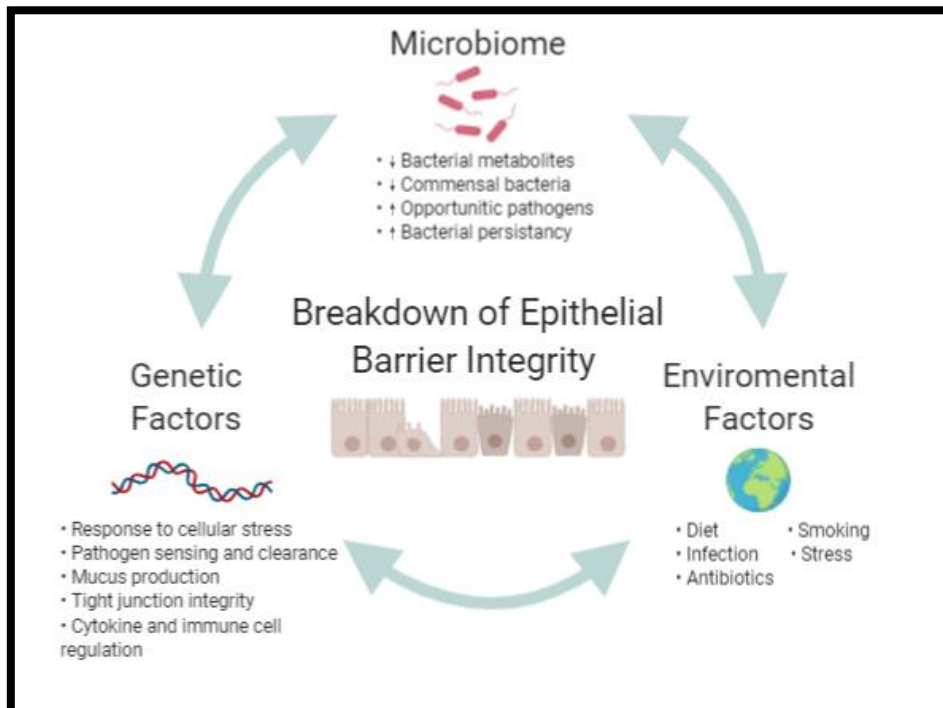 Microbiome
• ↓ Bacterial metabolites
• ↓ Commensal bacteria
• ↑ Opportunitic pathogens
• ↑ Bacterial persistancy
Breakdown of Epithelial
Barrier Integrity
Genetic
Factors
• Response to cellular stress
• Pathogen sensing and clearance
• Mucus production
• Tight junction integrity
• Cytokine and immune cell
regulation
Enviromental
Factors
• Diet
• Infection
• Antibiotics
• Smoking
• Stress